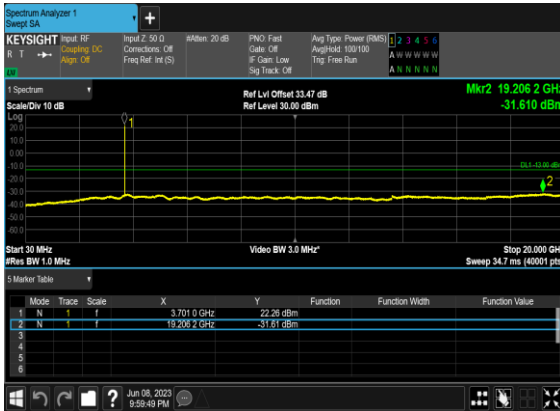 Spectrum Analyzer 1
Swept SA
+
KEYSIGHT Input: RF Input Z: 50 Ω #Atten: 20 dB PNO: Fast Avg Type: Power (RMS) 1 2 3 4 5 6
R T Coupling: DC Corrections: Off Gate: Off Avg|Hold: 100/100 A W W W W W
Align: Off Freq Ref: Int (S) IF Gain: Low Trig: Free Run
Sig Track: Off A N N N N N
1 Spectrum Ref Lvl Offset 33.47 dB Mkr2 19.206 2 GHz
Scale/Div 10 dB Ref Level 30.00 dBm -31.610 dBm
Log
20.0 1
10.0
0.00
-10.0 DL1 -13.00 dBm
-20.0 2
-30.0
-40.0
-50.0
-60.0
Start 30 MHz Video BW 3.0 MHz* Stop 20.000 GH
#Res BW 1.0 MHz Sweep 34.7 ms (40001 pts
5 Marker Table
Mode Trace Scale X Y Function Function Width Function Value
1 N 1 f 3.701 0 GHz 22.26 dBm
2 N 1 f 19.206 2 GHz -31.61 dBm
3
4
5
6
? Jun 08, 2023
9:59:49 PM